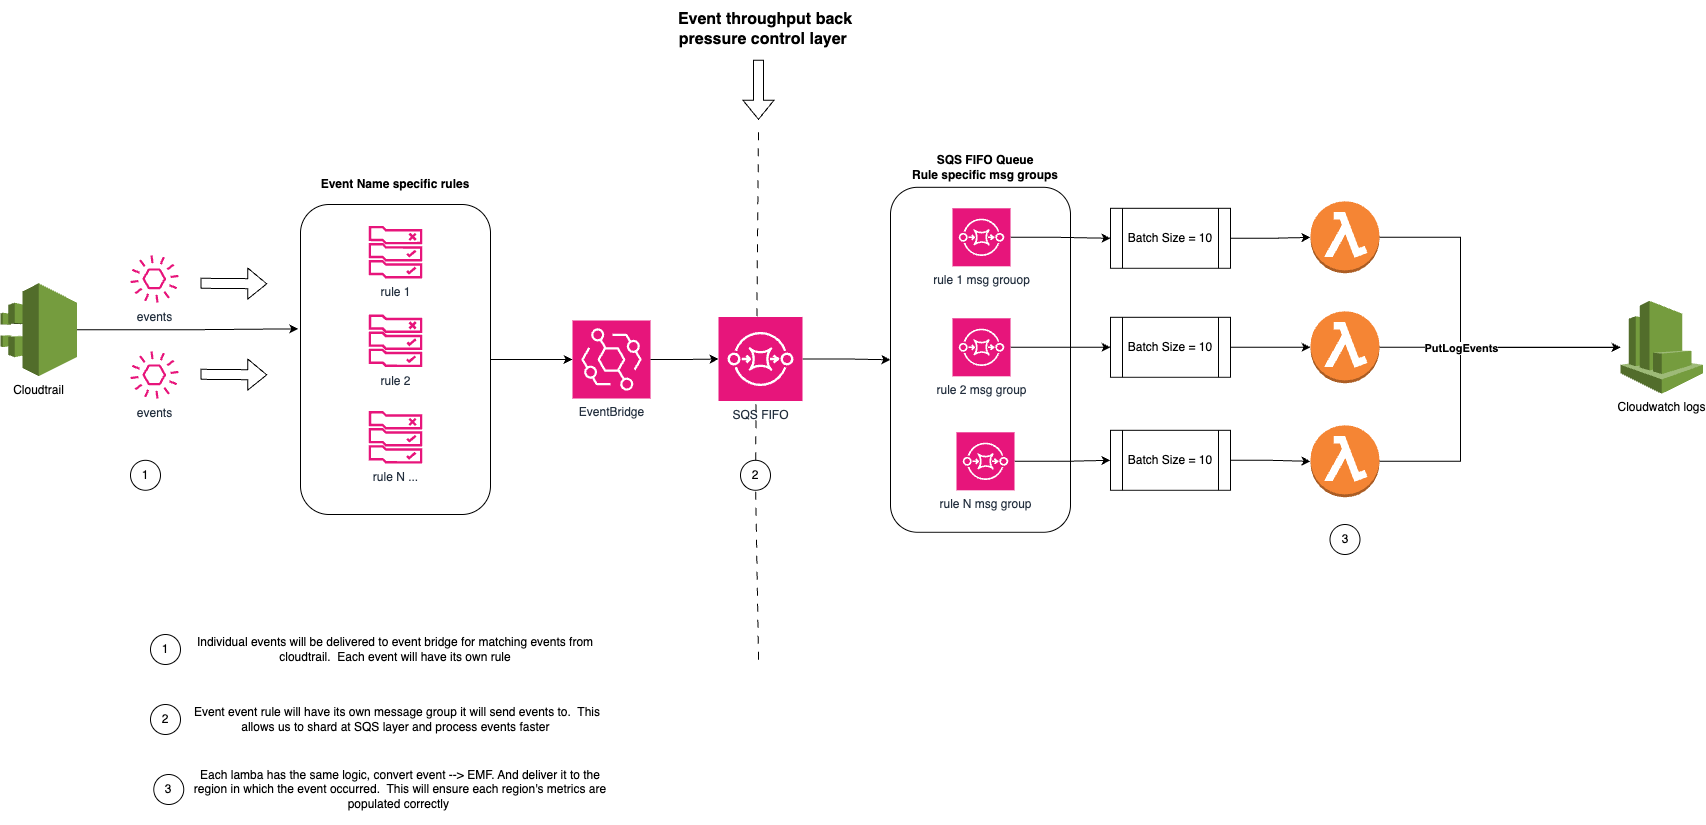 Event throughput back
pressure control layer
Event Name specific rules
SQS FIFO Queue
Rule specific msg groups
rule 1
rule 2
rule N ...
events
events
Cloudtrail
1
EventBridge
SQS FIFO
2
rule 1 msg grouop
rule 2 msg group
rule N msg group
Batch Size = 10
Batch Size = 10
Batch Size = 10
3
PutLogEvents
Cloudwatch logs
1
Individual events will be delivered to event bridge for matching events from
cloudtrail. Each event will have its own rule
2
Event event rule will have its own message group it will send events to. This
allows us to shard at SQS layer and process events faster
3
Each lamba has the same logic, convert event --> EMF. And deliver it to the
region in which the event occurred. This will ensure each region's metrics are
populated correctly